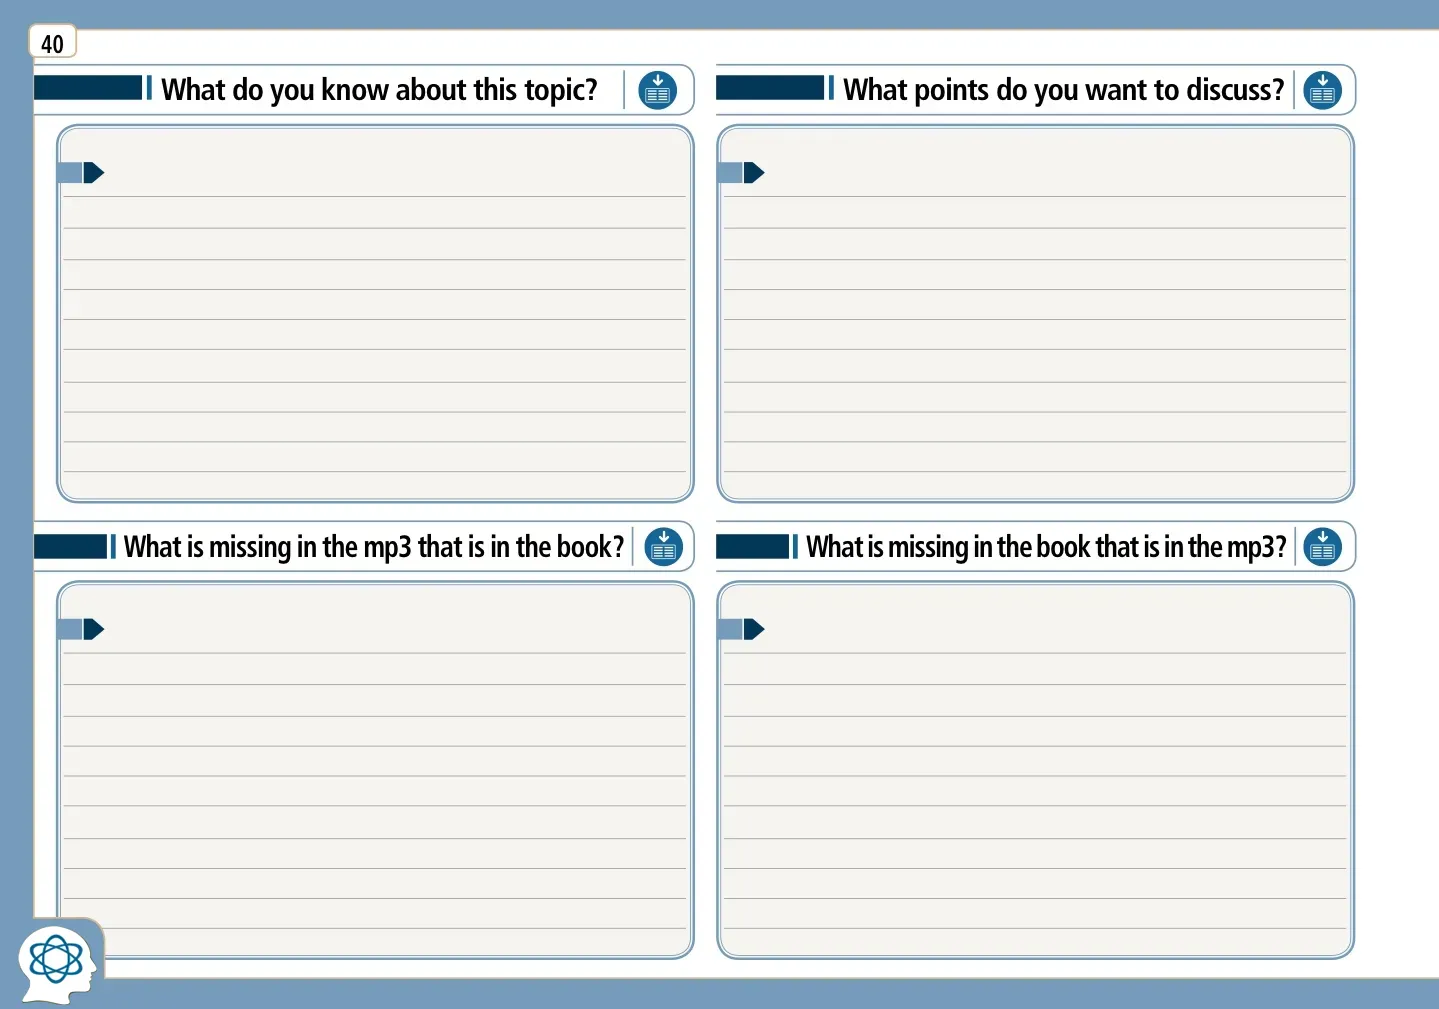 40
What do you know about this topic?
What points do you want to discuss?
What is missing in the mp3 that is in the book?
What is missing in the book that is in the mp3?